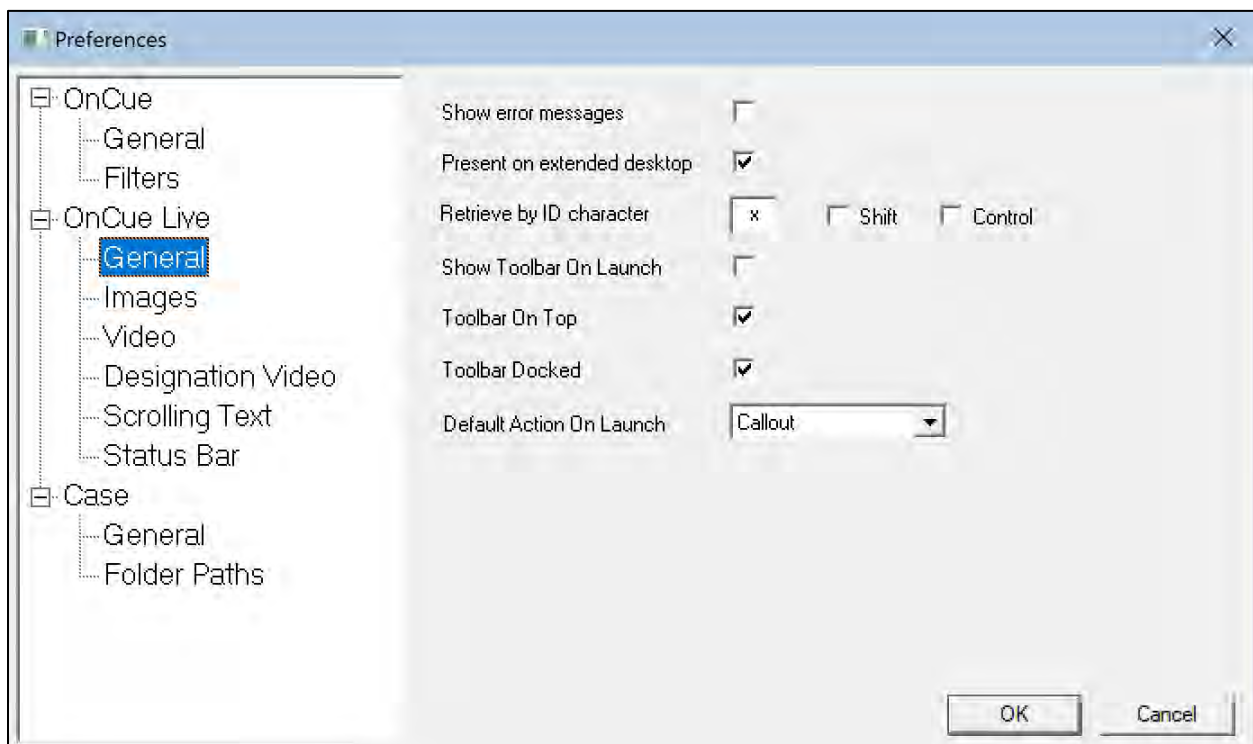 Preferences
OnCue
General
Filters
OnCue Live
General
Images
Video
Designation Video
Scrolling Text
Status Bar
Case
General
Folder Paths
Show error messages
Present on extended desktop
Retrieve by ID character x Shift Control
Show Toolbar On Launch
Toolbar On Top
Toolbar Docked
Default Action On Launch Callout
OK Cancel